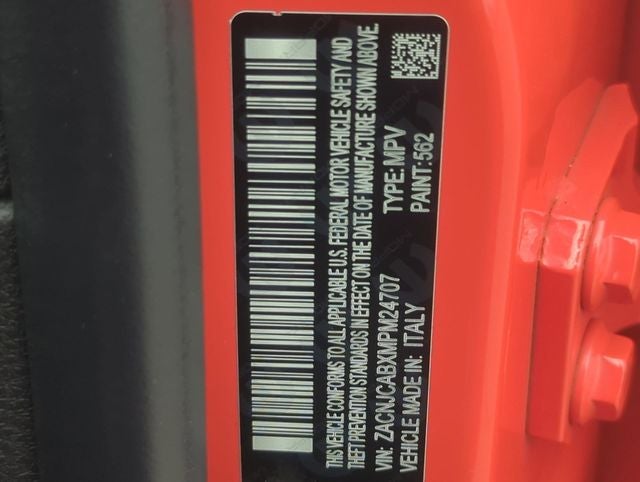 THIS VEHICLE CONFORMS TO ALL APPLICABLE U.S. FEDERAL MOTOR VEHICLE SAFETY AND
THEFT PREVENTION STANDARDS IN EFFECT ON THE DATE OF MANUFACTURE SHOWN ABOVE.
VIN: ZACNJCABXMPM24707 TYPE: MPV
VEHICLE MADE IN: ITALY PAINT: 562